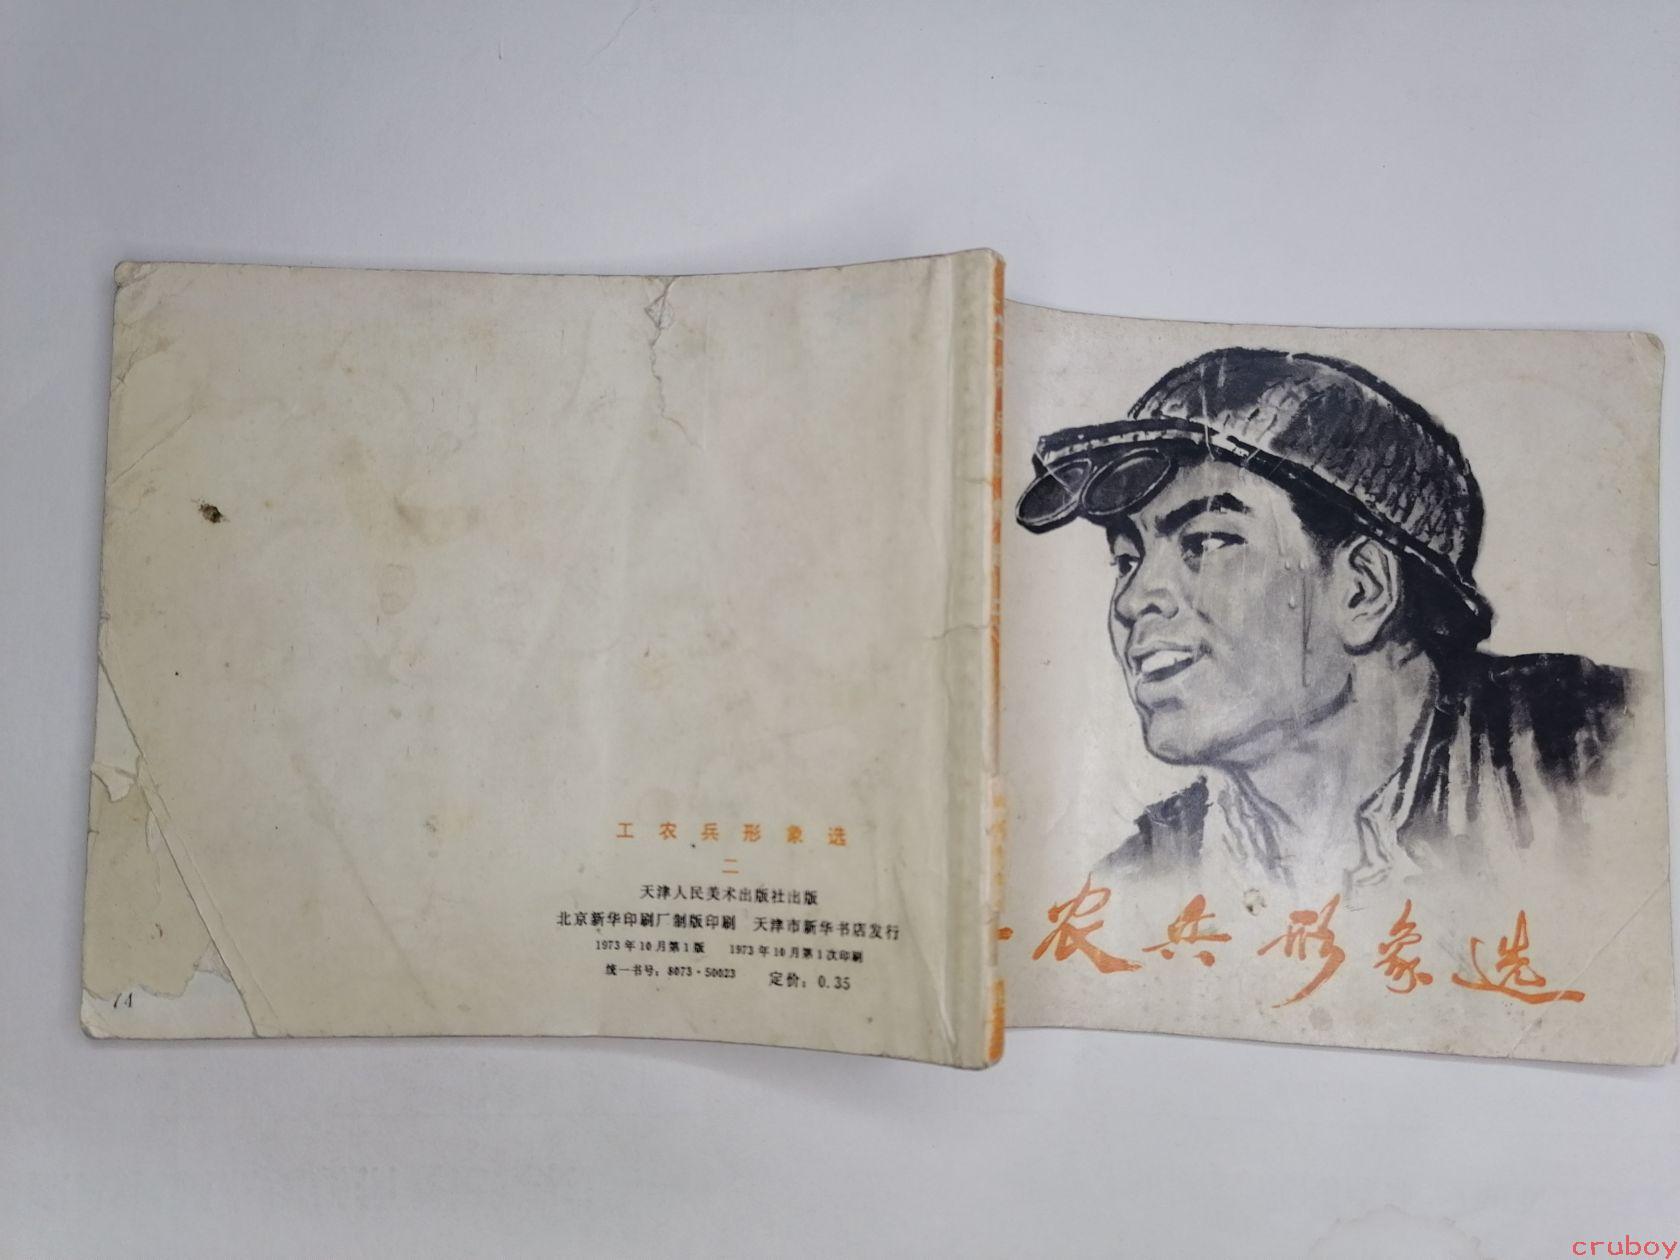 工农兵形象选
二
天津人民美术出版社出版
北京新华印刷厂制版印刷 天津市新华书店发行
1973年10月第1版 1973年10月第1次印刷
统一书号：8073·50023 定价：0.35
74
农兵形象选
cruboy